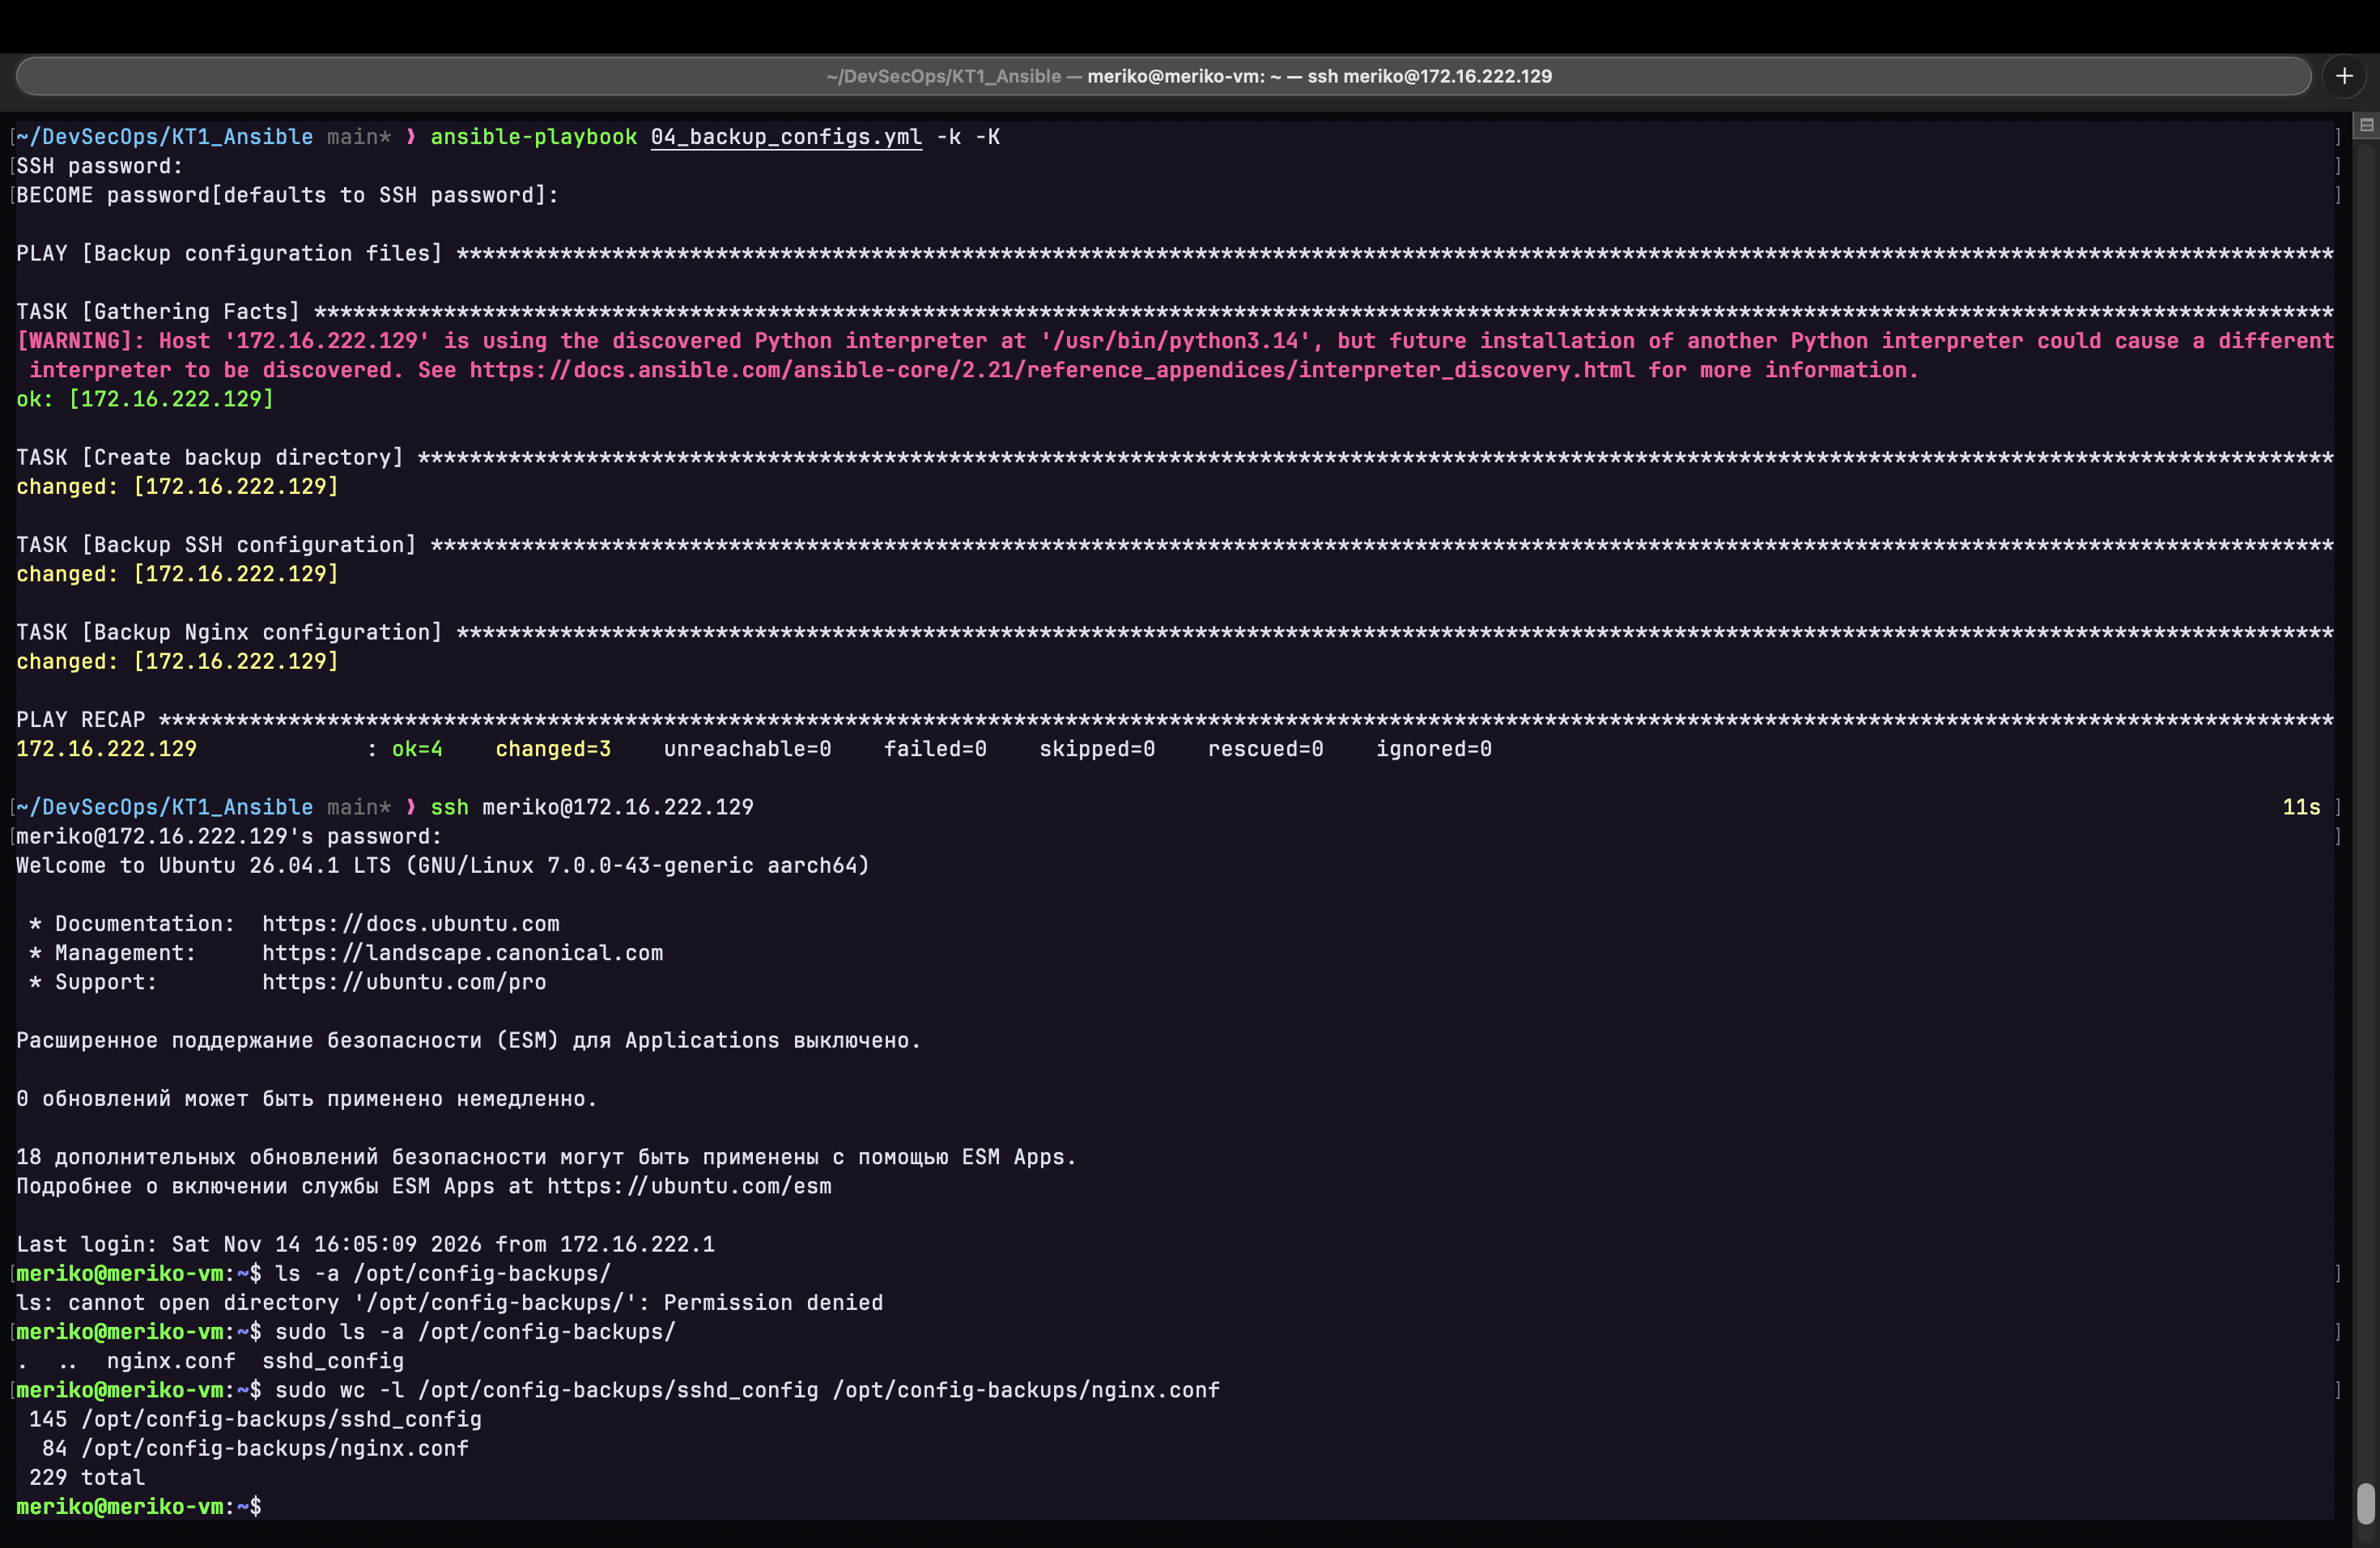 ~/DevSecOps/KT1_Ansible — meriko@meriko-vm: ~ — ssh meriko@172.16.222.129
+
[~/DevSecOps/KT1_Ansible main* ❯ ansible-playbook 04_backup_configs.yml -k -K ]
[SSH password: ]
[BECOME password[defaults to SSH password]: ]
PLAY [Backup configuration files] *************************************************************************************************************************************************
TASK [Gathering Facts] ************************************************************************************************************************************************************
[WARNING]: Host '172.16.222.129' is using the discovered Python interpreter at '/usr/bin/python3.14', but future installation of another Python interpreter could cause a different
interpreter to be discovered. See https://docs.ansible.com/ansible-core/2.21/reference_appendices/interpreter_discovery.html for more information.
ok: [172.16.222.129]
TASK [Create backup directory] ****************************************************************************************************************************************************
changed: [172.16.222.129]
TASK [Backup SSH configuration] ***************************************************************************************************************************************************
changed: [172.16.222.129]
TASK [Backup Nginx configuration] *************************************************************************************************************************************************
changed: [172.16.222.129]
PLAY RECAP ************************************************************************************************************************************************************************
172.16.222.129             : ok=4    changed=3    unreachable=0    failed=0    skipped=0    rescued=0    ignored=0
[~/DevSecOps/KT1_Ansible main* ❯ ssh meriko@172.16.222.129 11s ]
[meriko@172.16.222.129's password: ]
Welcome to Ubuntu 26.04.1 LTS (GNU/Linux 7.0.0-43-generic aarch64)
* Documentation:  https://docs.ubuntu.com
* Management:     https://landscape.canonical.com
* Support:        https://ubuntu.com/pro
Расширенное поддержание безопасности (ESM) для Applications выключено.
0 обновлений может быть применено немедленно.
18 дополнительных обновлений безопасности могут быть применены с помощью ESM Apps.
Подробнее о включении службы ESM Apps at https://ubuntu.com/esm
Last login: Sat Nov 14 16:05:09 2026 from 172.16.222.1
[meriko@meriko-vm:~$ ls -a /opt/config-backups/ ]
ls: cannot open directory '/opt/config-backups/': Permission denied
[meriko@meriko-vm:~$ sudo ls -a /opt/config-backups/ ]
.  ..  nginx.conf  sshd_config
[meriko@meriko-vm:~$ sudo wc -l /opt/config-backups/sshd_config /opt/config-backups/nginx.conf ]
145 /opt/config-backups/sshd_config
84 /opt/config-backups/nginx.conf
229 total
meriko@meriko-vm:~$